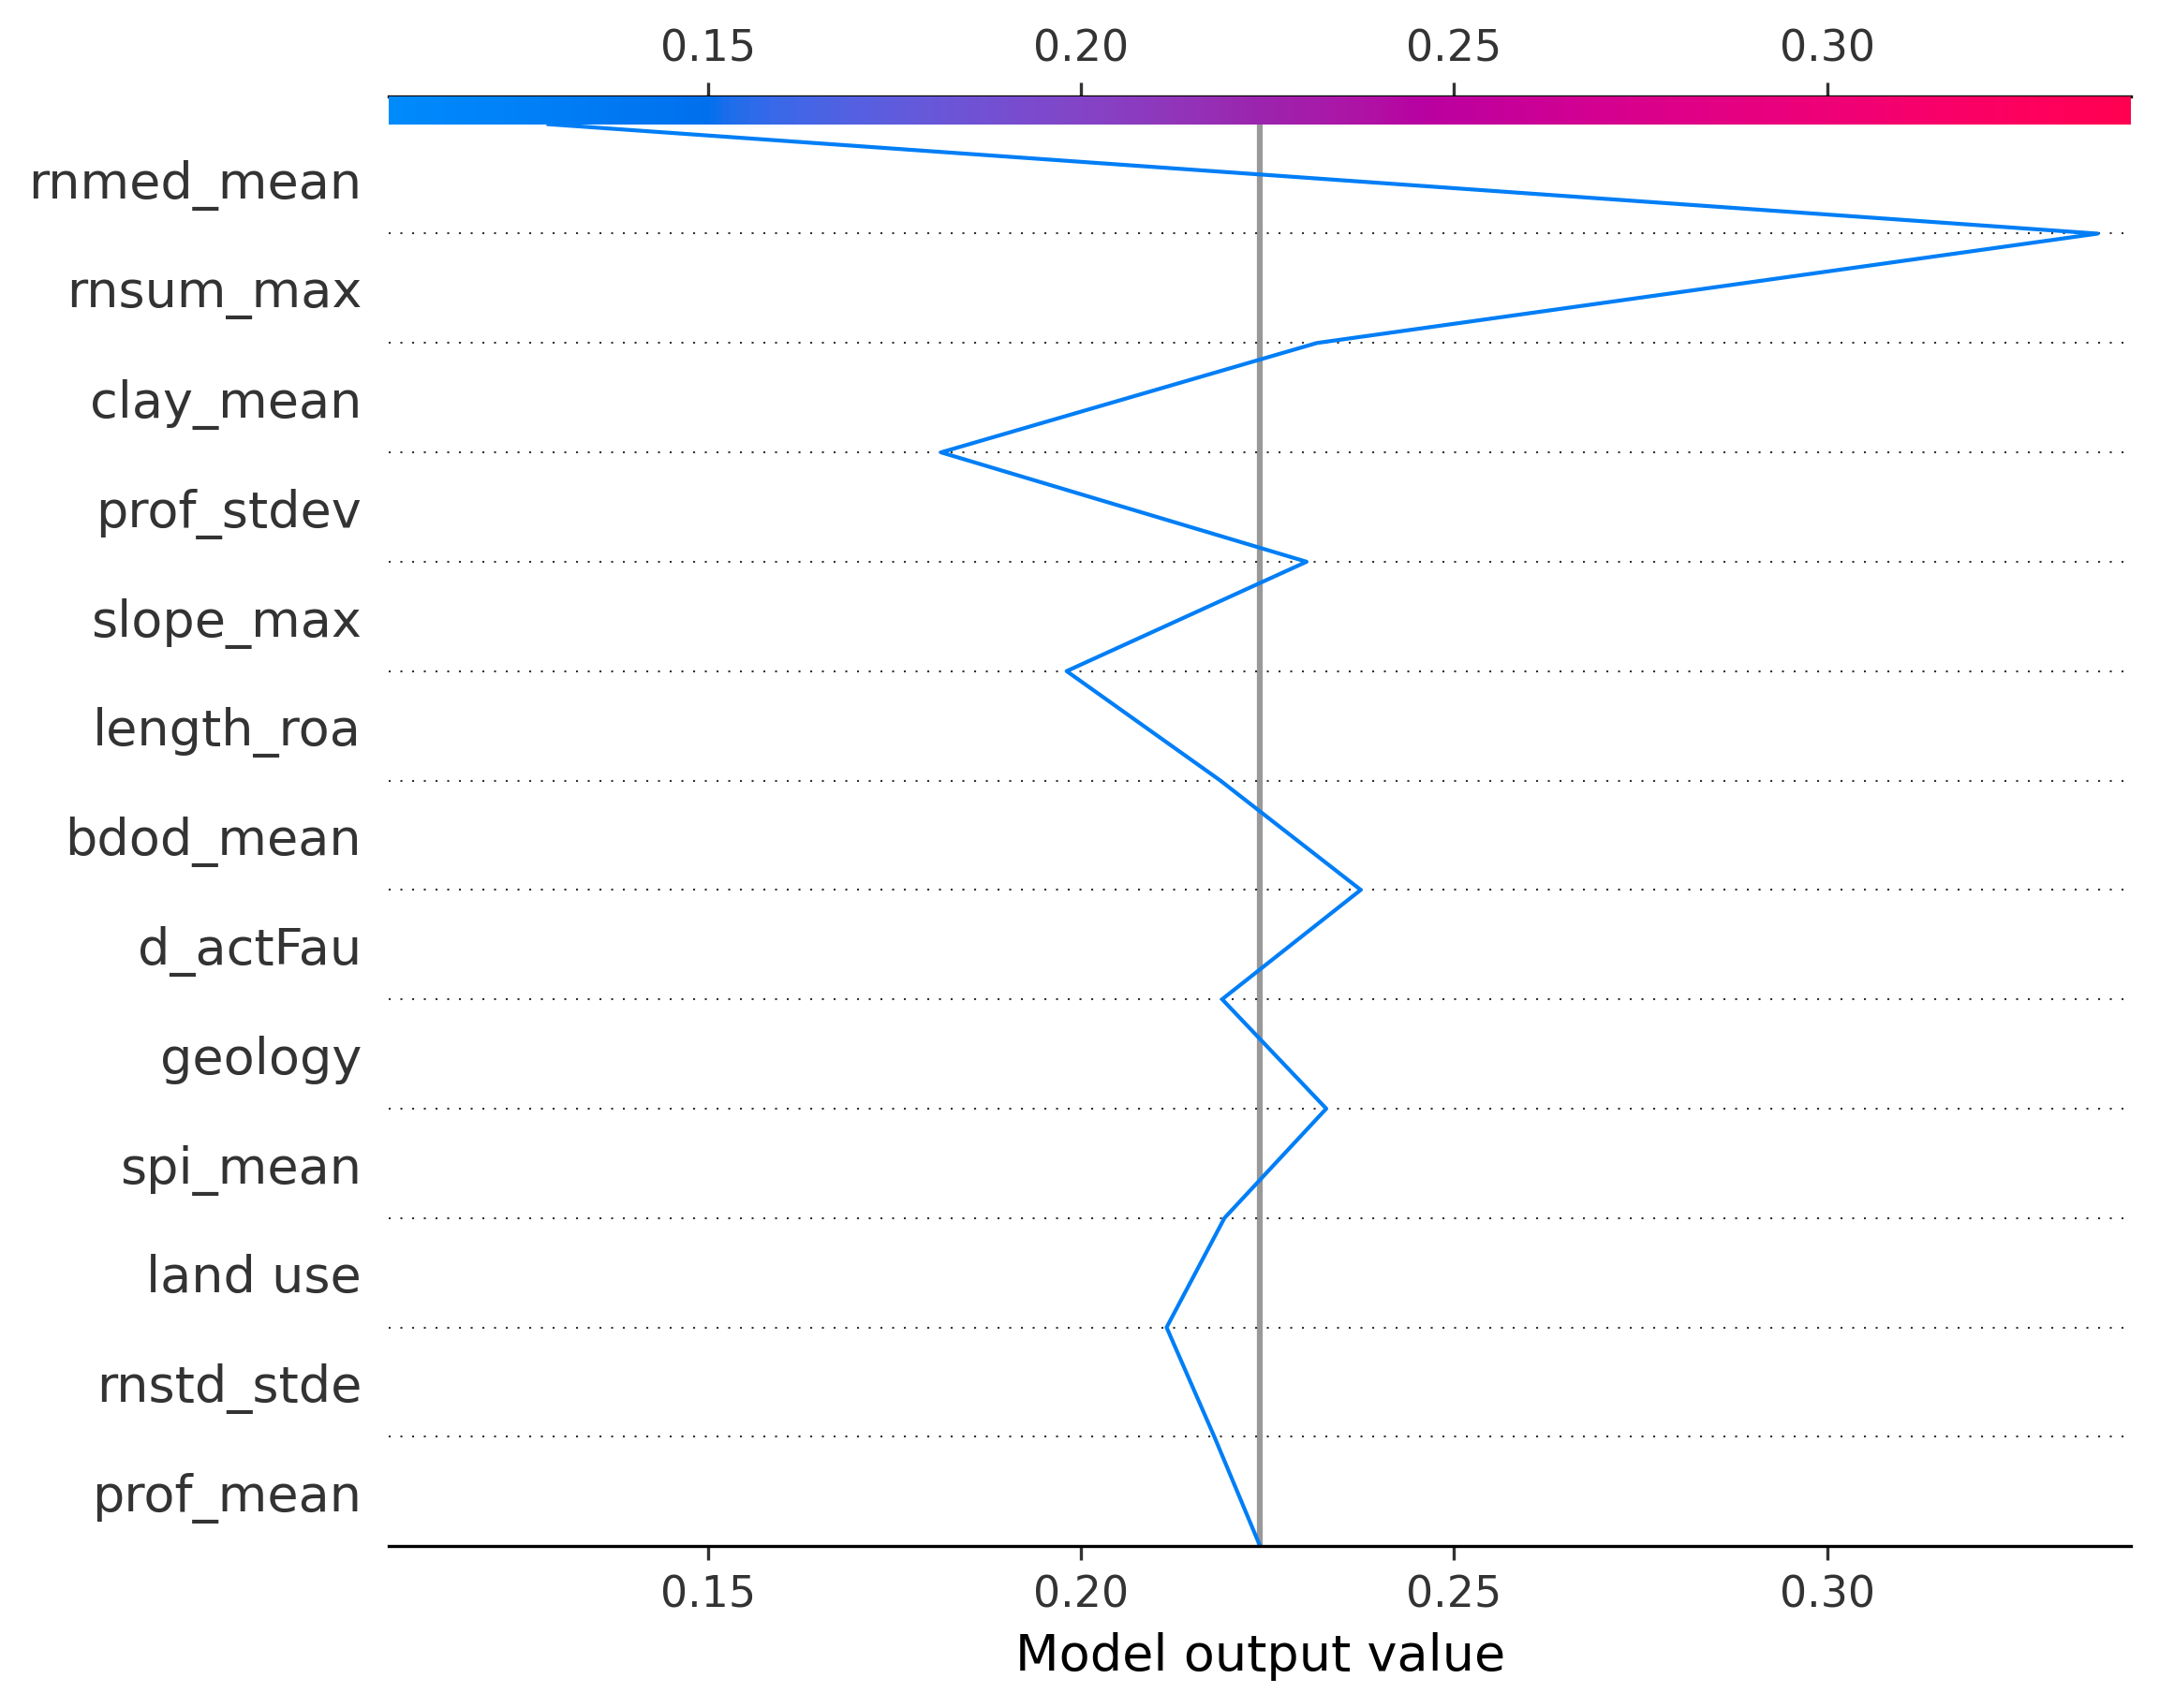 0.15 0.20 0.25 0.30
rnmed_mean
rnsum_max
clay_mean
prof_stdev
slope_max
length_roa
bdod_mean
d_actFau
geology
spi_mean
land use
rnstd_stde
prof_mean
0.15 0.20 0.25 0.30
Model output value